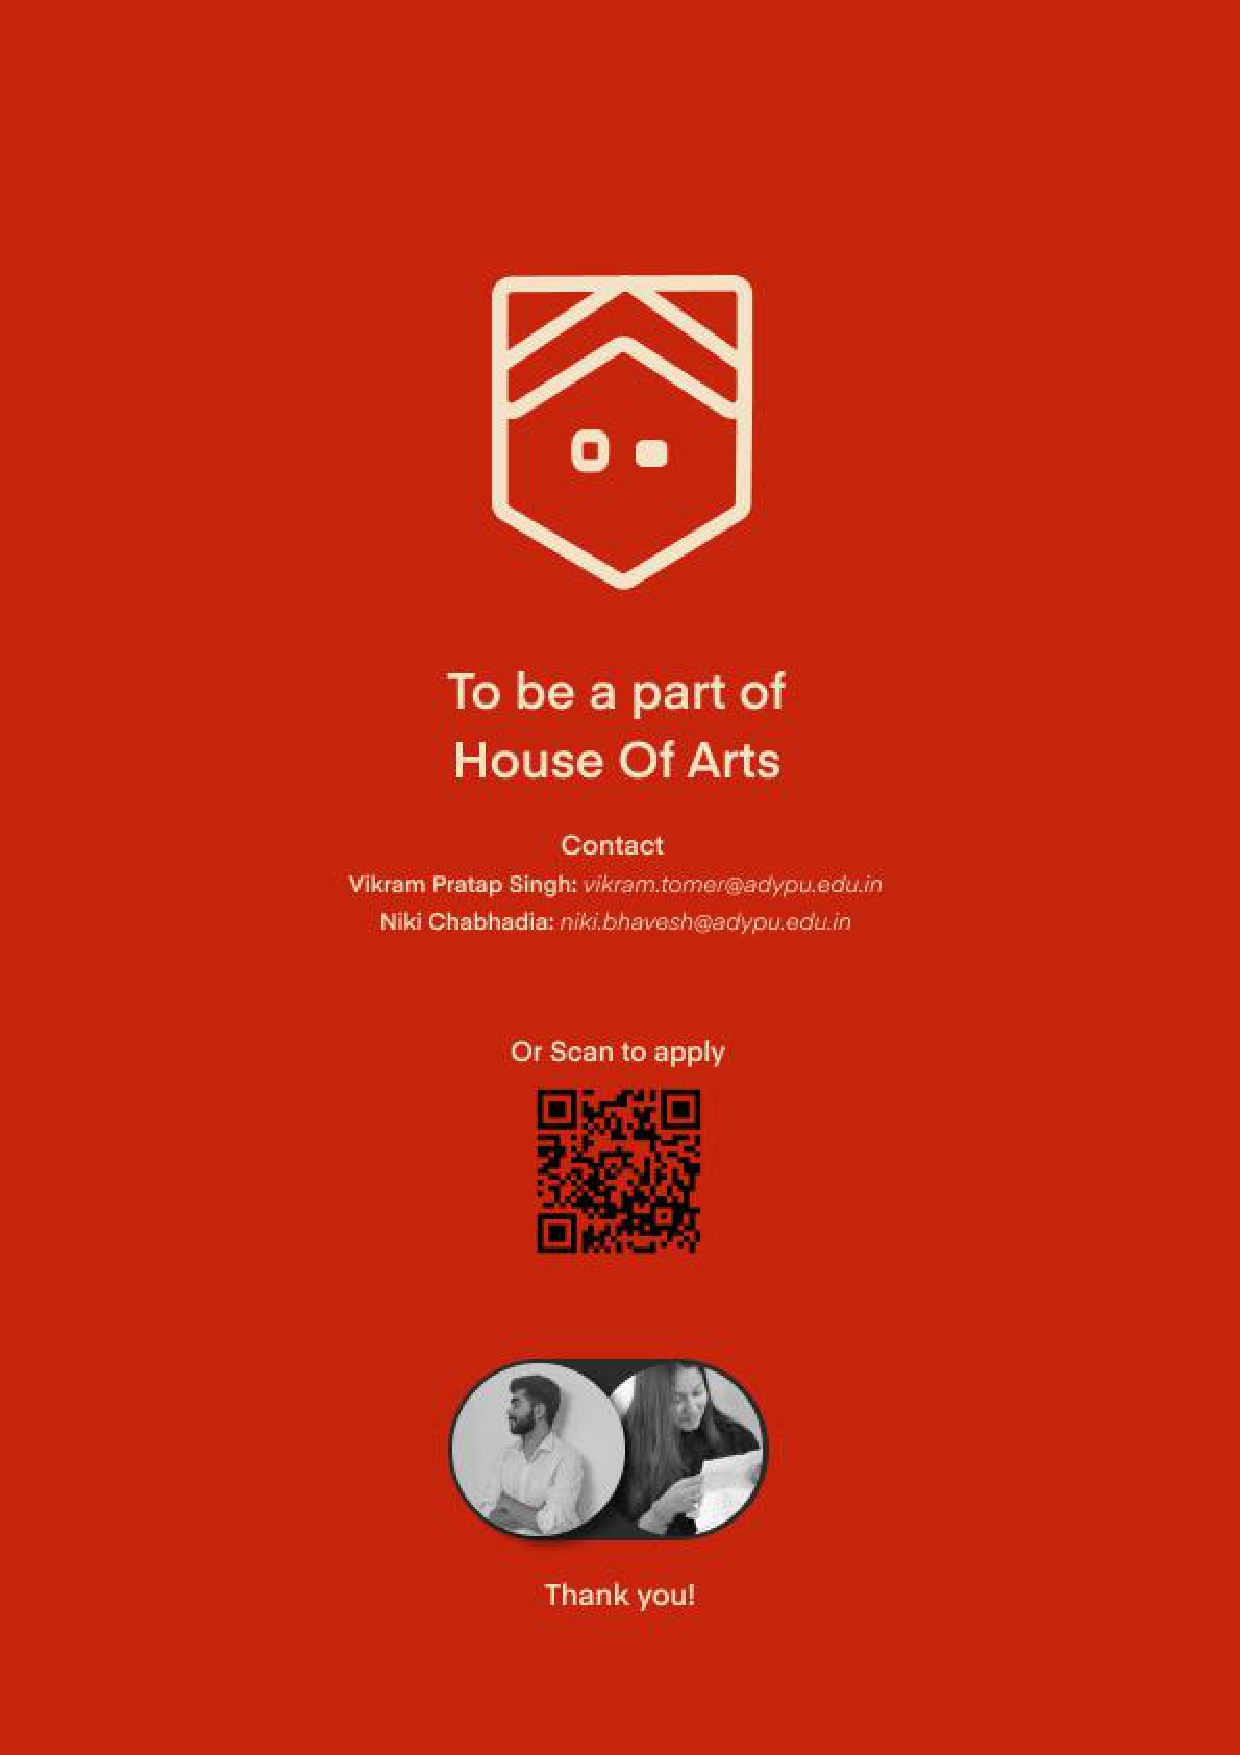 To be a part of
House Of Arts
Contact
Vikram Pratap Singh: vikram.tomer@adypu.edu.in
Niki Chabhadia: niki.bhavesh@adypu.edu.in
Or Scan to apply
Thank you!